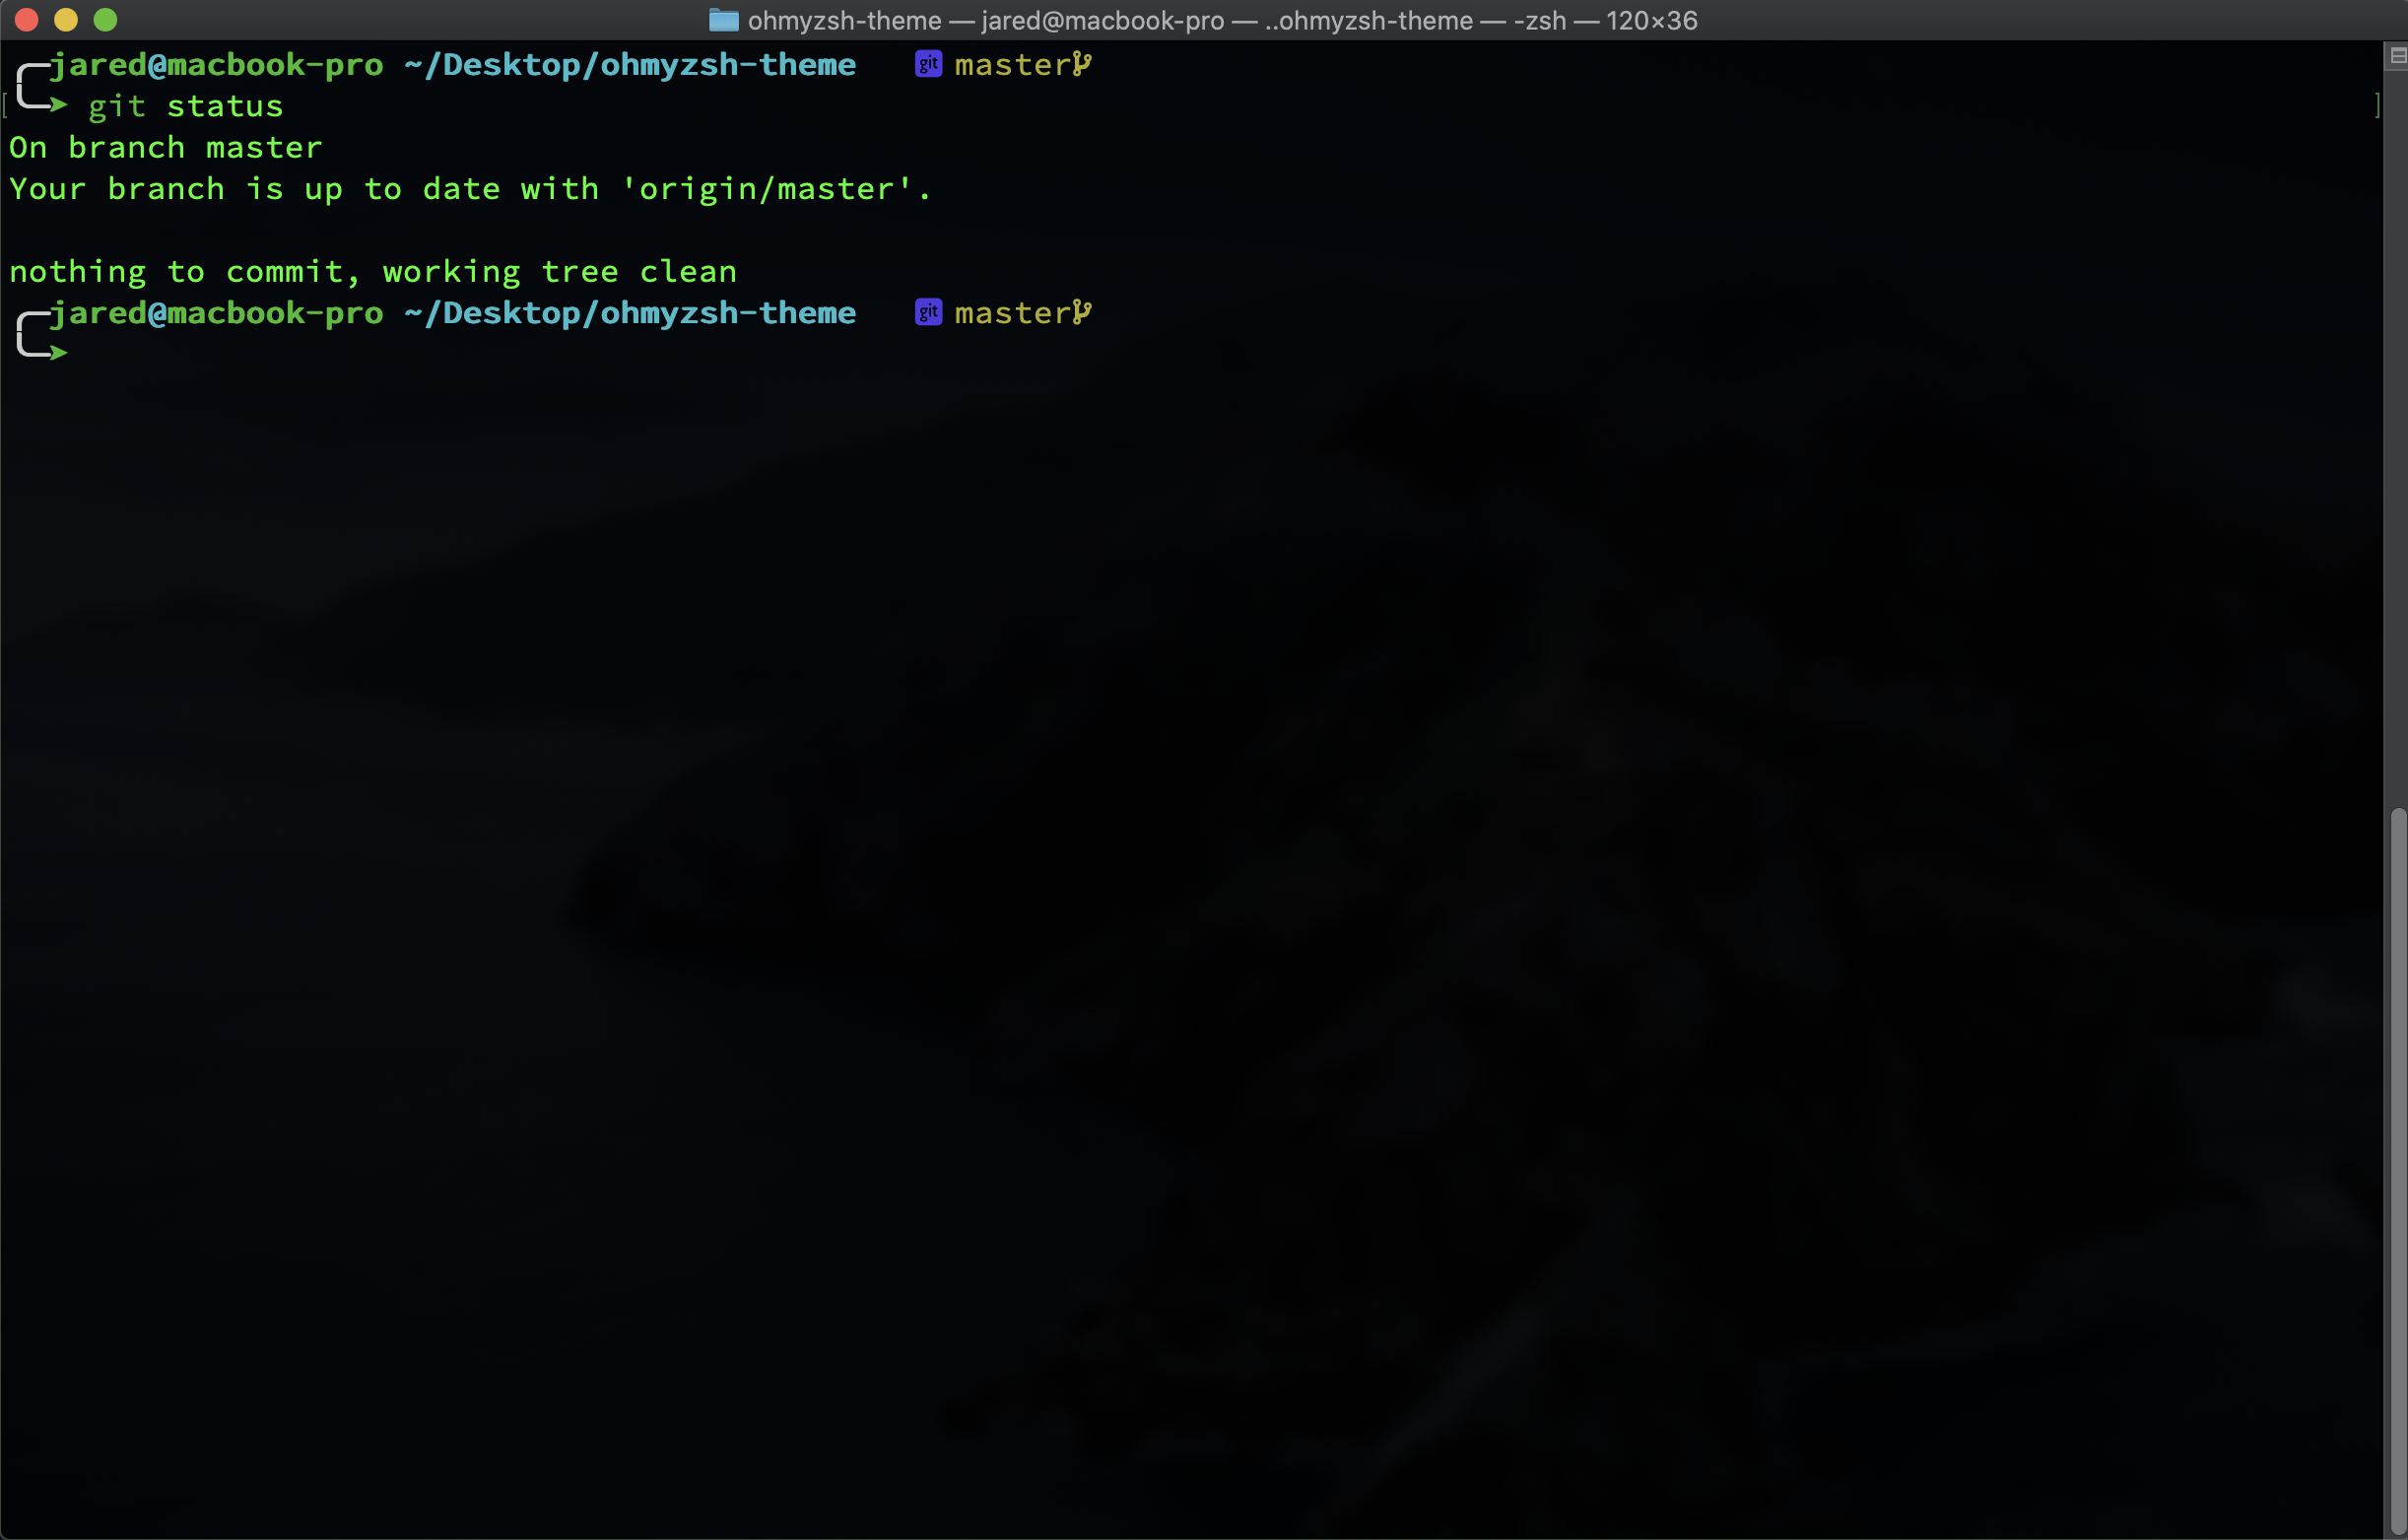 ohmyzsh-theme — jared@macbook-pro — ..ohmyzsh-theme — -zsh — 120×36
╭─jared@macbook-pro ~/Desktop/ohmyzsh-theme git master
╰─➤ git status
On branch master
Your branch is up to date with 'origin/master'.
nothing to commit, working tree clean
╭─jared@macbook-pro ~/Desktop/ohmyzsh-theme git master
╰─➤